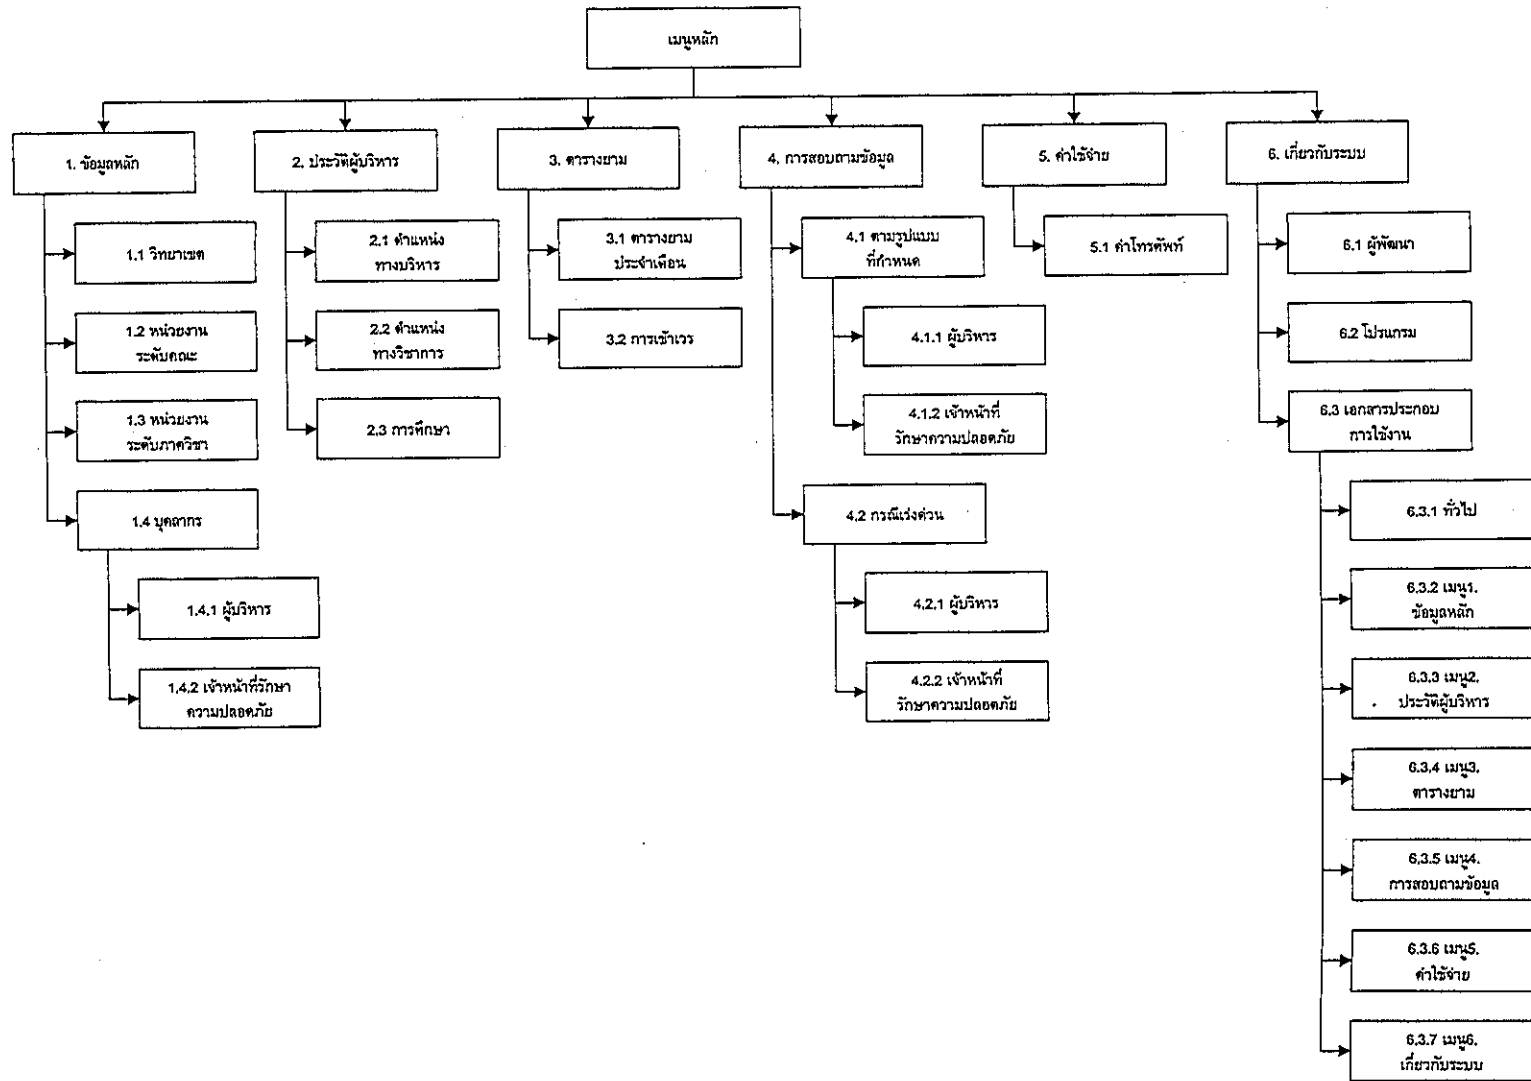 เมนูหลัก
1. ข้อมูลหลัก
2. ประวัติผู้บริหาร
3. ตารางยาม
4. การสอบถามข้อมูล
5. ค่าใช้จ่าย
6. เกี่ยวกับระบบ
1.1 วิทยาเขต
1.2 หน่วยงาน
ระดับคณะ
1.3 หน่วยงาน
ระดับภาควิชา
1.4 บุคลากร
1.4.1 ผู้บริหาร
1.4.2 เจ้าหน้าที่รักษา
ความปลอดภัย
2.1 ตำแหน่ง
ทางบริหาร
2.2 ตำแหน่ง
ทางวิชาการ
2.3 การศึกษา
3.1 ตารางยาม
ประจำเดือน
3.2 การเข้าเวร
4.1 ตามรูปแบบ
ที่กำหนด
4.1.1 ผู้บริหาร
4.1.2 เจ้าหน้าที่
รักษาความปลอดภัย
4.2 กรณีเร่งด่วน
4.2.1 ผู้บริหาร
4.2.2 เจ้าหน้าที่
รักษาความปลอดภัย
5.1 ค่าโทรศัพท์
6.1 ผู้พัฒนา
6.2 โปรแกรม
6.3 เอกสารประกอบ
การใช้งาน
6.3.1 ทั่วไป
6.3.2 เมนู1.
ข้อมูลหลัก
6.3.3 เมนู2.
ประวัติผู้บริหาร
6.3.4 เมนู3.
ตารางยาม
6.3.5 เมนู4.
การสอบถามข้อมูล
6.3.6 เมนู5.
ค่าใช้จ่าย
6.3.7 เมนู6.
เกี่ยวกับระบบ